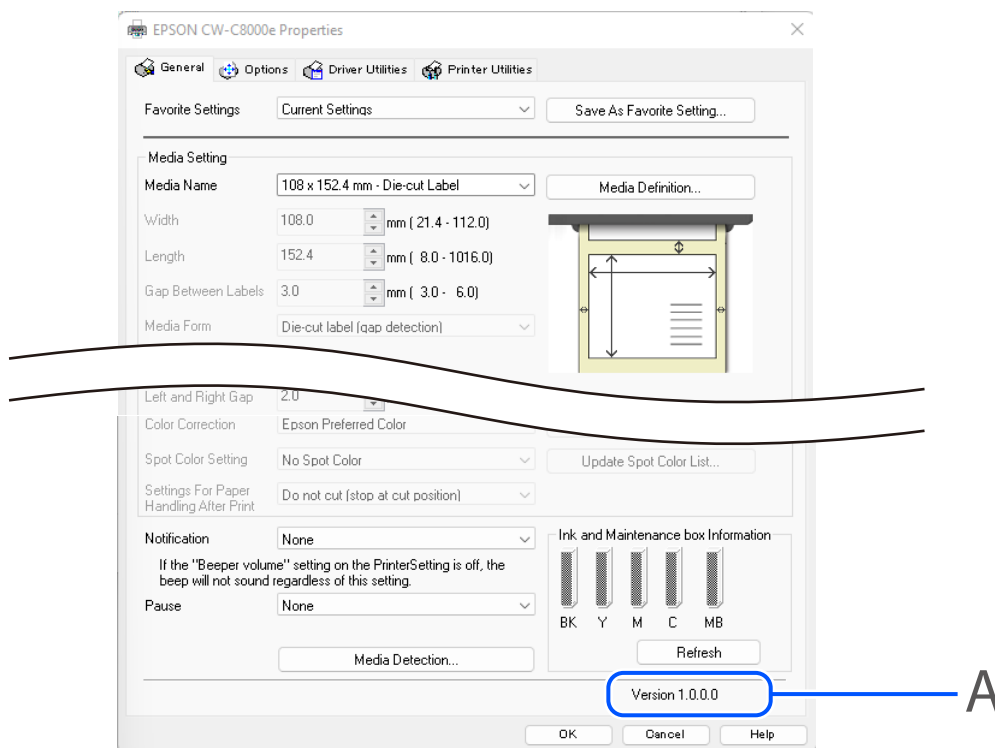 EPSON CW-C8000e Properties
General Options Driver Utilities Printer Utilities
Favorite Settings Current Settings Save As Favorite Setting...
Media Setting
Media Name 108 x 152.4 mm - Die-cut Label Media Definition...
Width 108.0 mm ( 21.4 - 112.0)
Length 152.4 mm ( 8.0 - 1016.0)
Gap Between Labels 3.0 mm ( 3.0 - 6.0)
Media Form Die-cut label (gap detection)
Left and Right Gap 2.0
Color Correction Epson Preferred Color
Spot Color Setting No Spot Color Update Spot Color List...
Settings For Paper
Handling After Print Do not cut (stop at cut position)
Notification None Ink and Maintenance box Information
If the "Beeper volume" setting on the PrinterSetting is off, the
beep will not sound regardless of this setting.
Pause None
BK Y M C MB
Refresh
Media Detection...
Version 1.0.0.0
A
OK Cancel Help